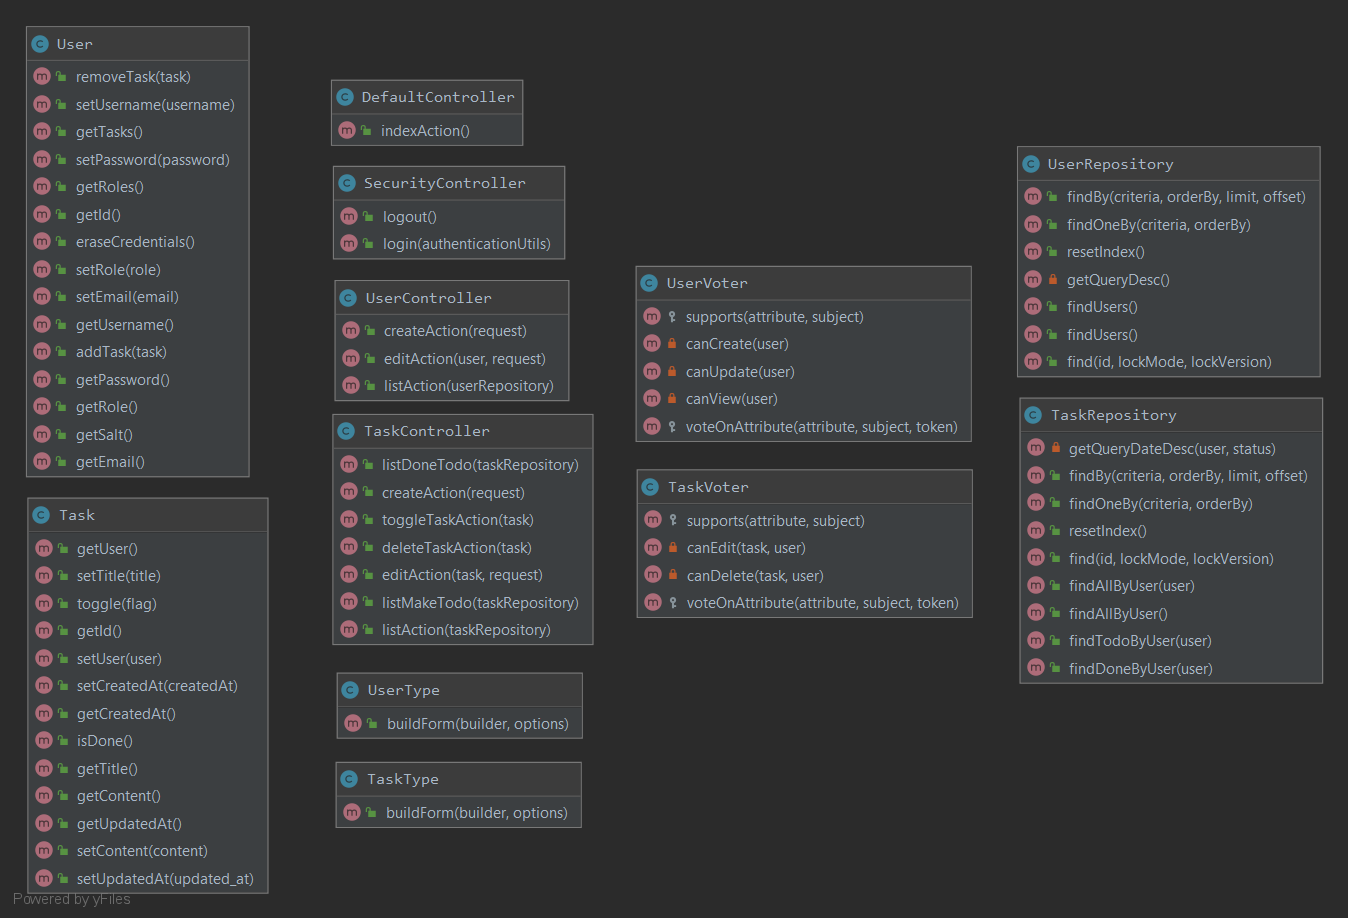 User
removeTask(task)
setUsername(username)
getTasks()
setPassword(password)
getRoles()
getId()
eraseCredentials()
setRole(role)
setEmail(email)
getUsername()
addTask(task)
getPassword()
getRole()
getSalt()
getEmail()
Task
getUser()
setTitle(title)
toggle(flag)
getId()
setUser(user)
setCreatedAt(createdAt)
getCreatedAt()
isDone()
getTitle()
getContent()
getUpdatedAt()
setContent(content)
setUpdatedAt(updated_at)
Powered by yFiles
DefaultController
indexAction()
SecurityController
logout()
login(authenticationUtils)
UserController
createAction(request)
editAction(user, request)
listAction(userRepository)
TaskController
listDoneTodo(taskRepository)
createAction(request)
toggleTaskAction(task)
deleteTaskAction(task)
editAction(task, request)
listMakeTodo(taskRepository)
listAction(taskRepository)
UserType
buildForm(builder, options)
TaskType
buildForm(builder, options)
UserVoter
supports(attribute, subject)
canCreate(user)
canUpdate(user)
canView(user)
voteOnAttribute(attribute, subject, token)
TaskVoter
supports(attribute, subject)
canEdit(task, user)
canDelete(task, user)
voteOnAttribute(attribute, subject, token)
UserRepository
findBy(criteria, orderBy, limit, offset)
findOneBy(criteria, orderBy)
resetIndex()
getQueryDesc()
findUsers()
findUsers()
find(id, lockMode, lockVersion)
TaskRepository
getQueryDateDesc(user, status)
findBy(criteria, orderBy, limit, offset)
findOneBy(criteria, orderBy)
resetIndex()
find(id, lockMode, lockVersion)
findAllByUser(user)
findAllByUser()
findTodoByUser(user)
findDoneByUser(user)